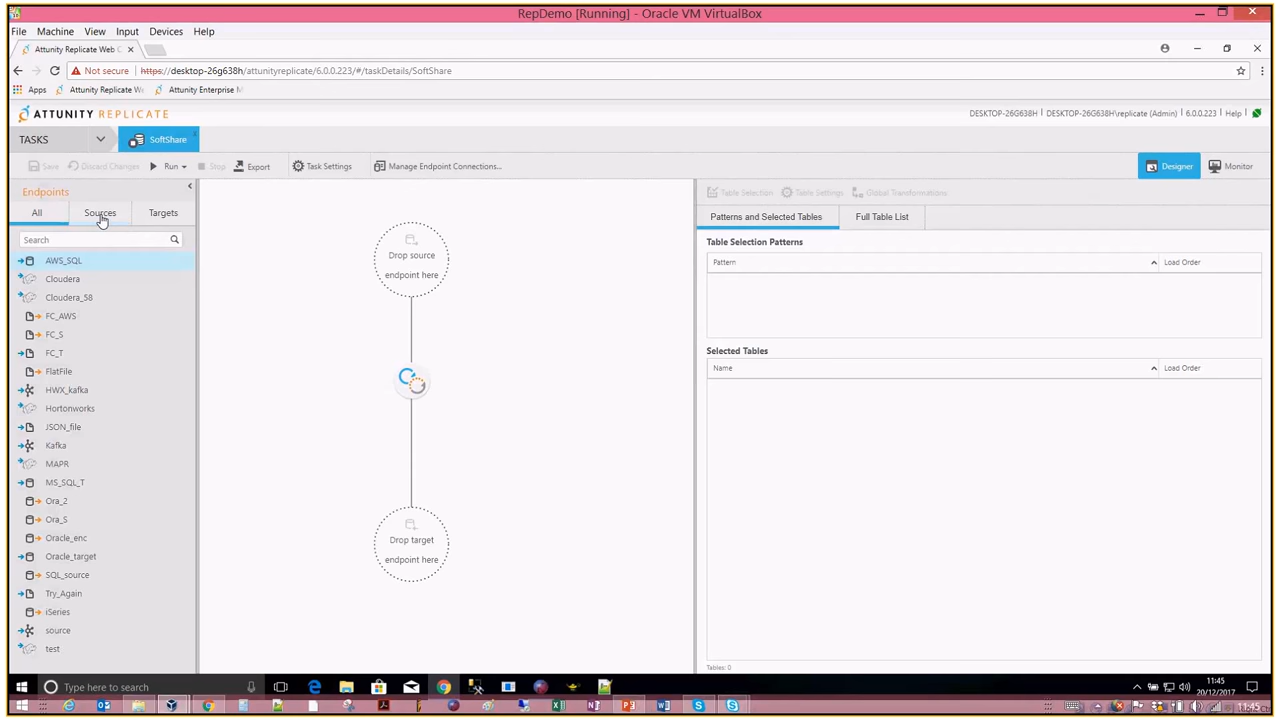 RepDemo [Running] - Oracle VM VirtualBox
File Machine View Input Devices Help
Attunity Replicate Web C
Not secure https://desktop-26g638h/attunityreplicate/6.0.0.223/#/taskDetails/SoftShare
Apps Attunity Replicate We Attunity Enterprise M
ATTUNITY REPLICATE DESKTOP-26G638H DESKTOP-26G638H\replicate (Admin) 6.0.0.223 Help
TASKS SoftShare
Save Discard Changes Run Stop Export Task Settings Manage Endpoint Connections... Designer Monitor
Endpoints
Table Selection Table Settings Global Transformations
All Sources Targets
Patterns and Selected Tables Full Table List
Search
Table Selection Patterns
Pattern Load Order
Selected Tables
Name Load Order
AWS_SQL
Cloudera
Cloudera_58
FC_AWS
FC_S
FC_T
FlatFile
HWX_kafka
Hortonworks
JSON_file
Kafka
MAPR
MS_SQL_T
Ora_2
Ora_S
Oracle_enc
Oracle_target
SQL_source
Try_Again
iSeries
source
test
Drop source
endpoint here
Drop target
endpoint here
Tables: 0
Type here to search
11:45
20/12/2017
11:45